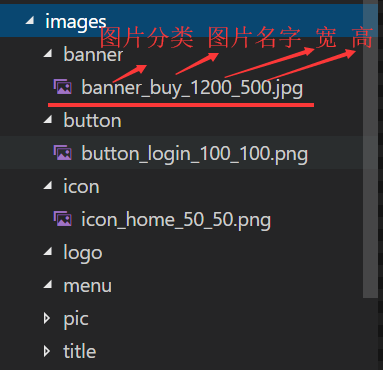 images
图片分类 图片名字 宽 高
banner
banner_buy_1200_500.jpg
button
button_login_100_100.png
icon
icon_home_50_50.png
logo
menu
pic
title